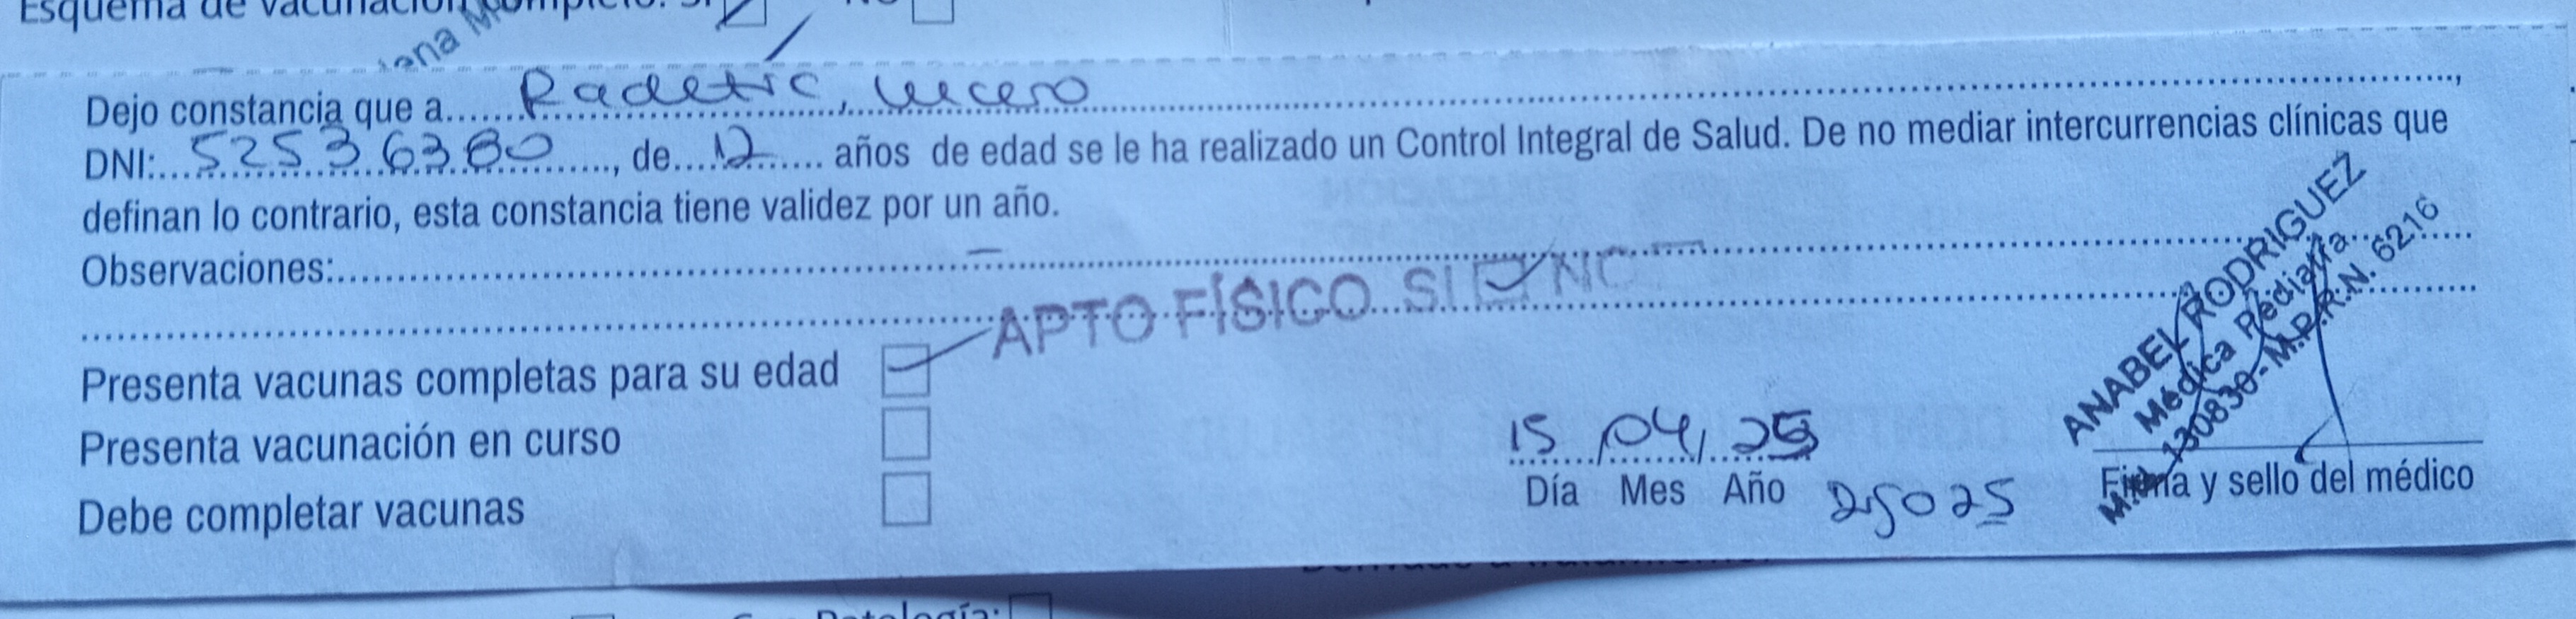 Esquema de vacunación completo: SI NO
Dejo constancia que a Radetic, Lucero
DNI: 52536380, de 12 años de edad se le ha realizado un Control Integral de Salud. De no mediar intercurrencias clínicas que
definan lo contrario, esta constancia tiene validez por un año.
Observaciones:
APTO FÍSICO SI NO
Presenta vacunas completas para su edad
Presenta vacunación en curso
Debe completar vacunas
15/04/25
Día Mes Año
ANABEL RODRIGUEZ
Médica Pediatra
130830 - M.P.R.N. 6216
Firma y sello del médico
Patología: